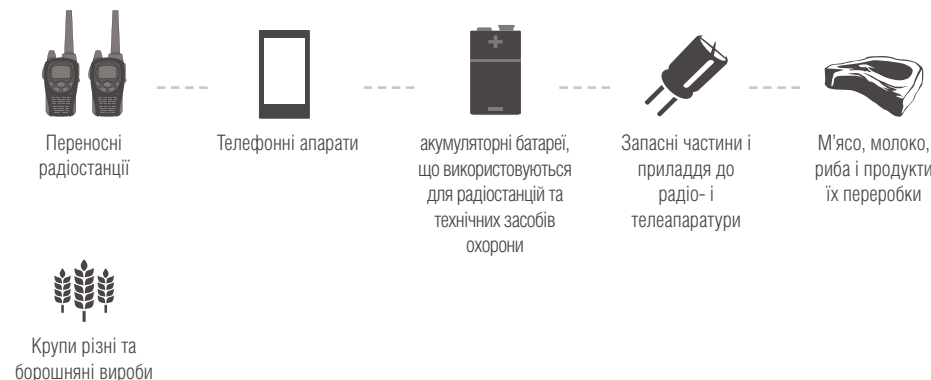 Переносні
радіостанції
Телефонні апарати
акумуляторні батареї,
що використовуються
для радіостанцій та
технічних засобів
охорони
Запасні частини і
приладдя до
радіо- і
телеапаратури
М’ясо, молоко,
риба і продукти
їх переробки
Крупи різні та
борошняні вироби